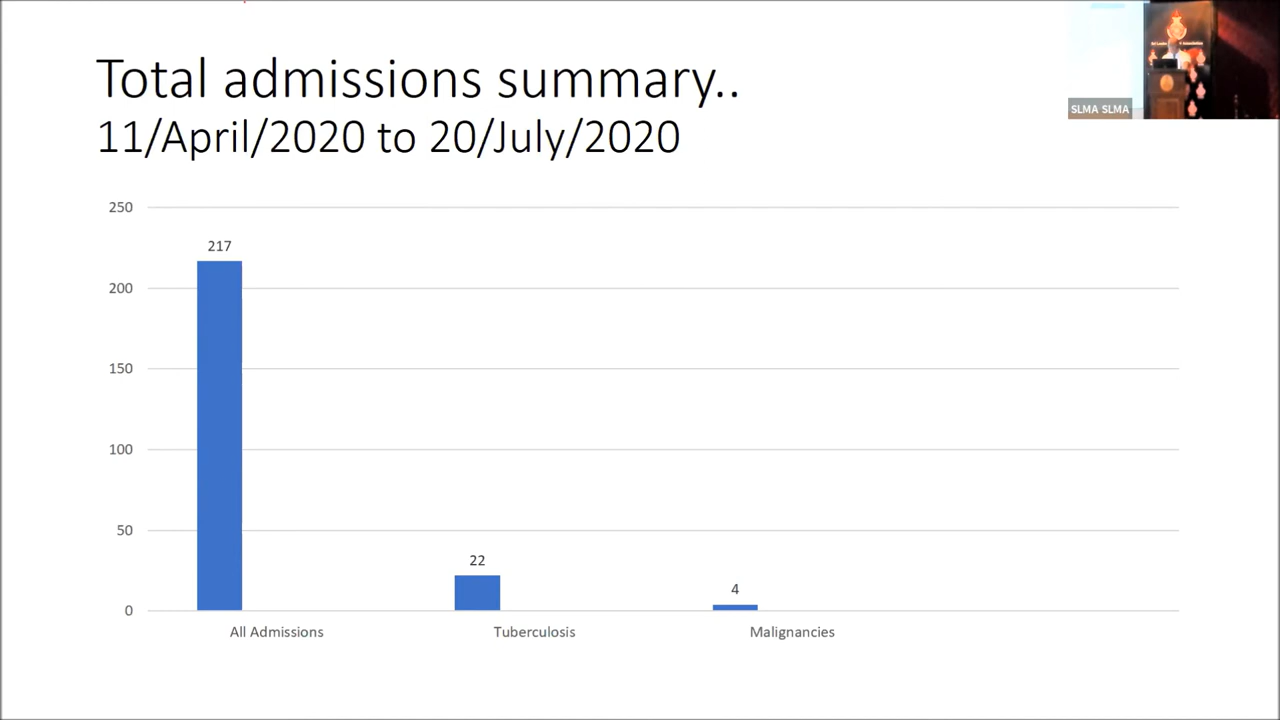 Total admissions summary..
11/April/2020 to 20/July/2020
SLMA SLMA
250
217
200
150
100
50
22
4
0
All Admissions
Tuberculosis
Malignancies